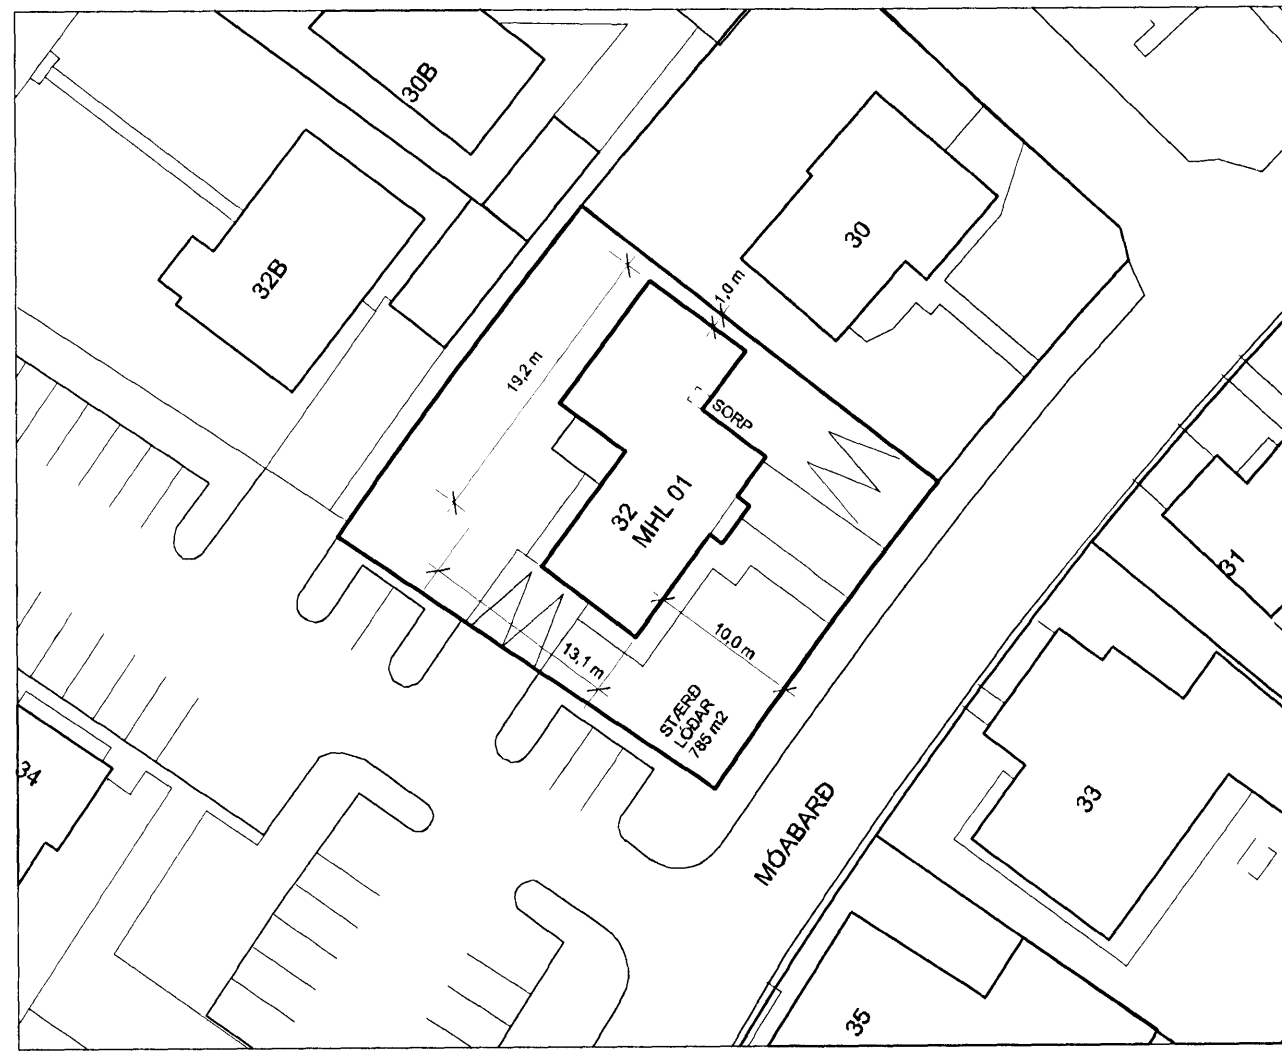 30B
32B
30
1,0 m
19,2 m
SORP
32
MHL 01
31
13,1 m
10,0 m
STÆRÐ
LÓÐAR
785 m2
34
33
MÓABARÐ
35